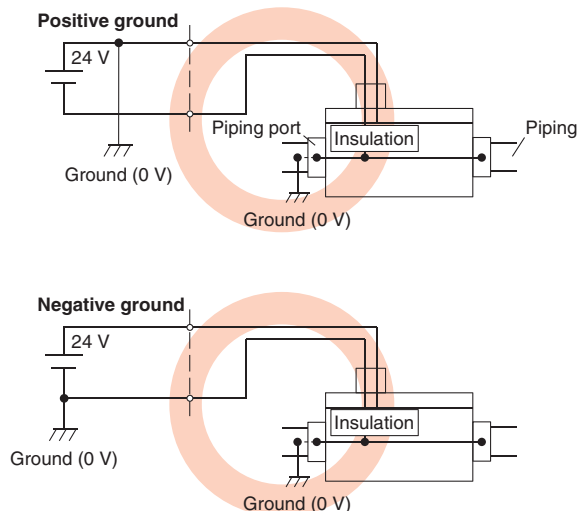 Positive ground
24 V
Piping port
Insulation
Piping
Ground (0 V)
Ground (0 V)
Negative ground
24 V
Insulation
Ground (0 V)
Ground (0 V)